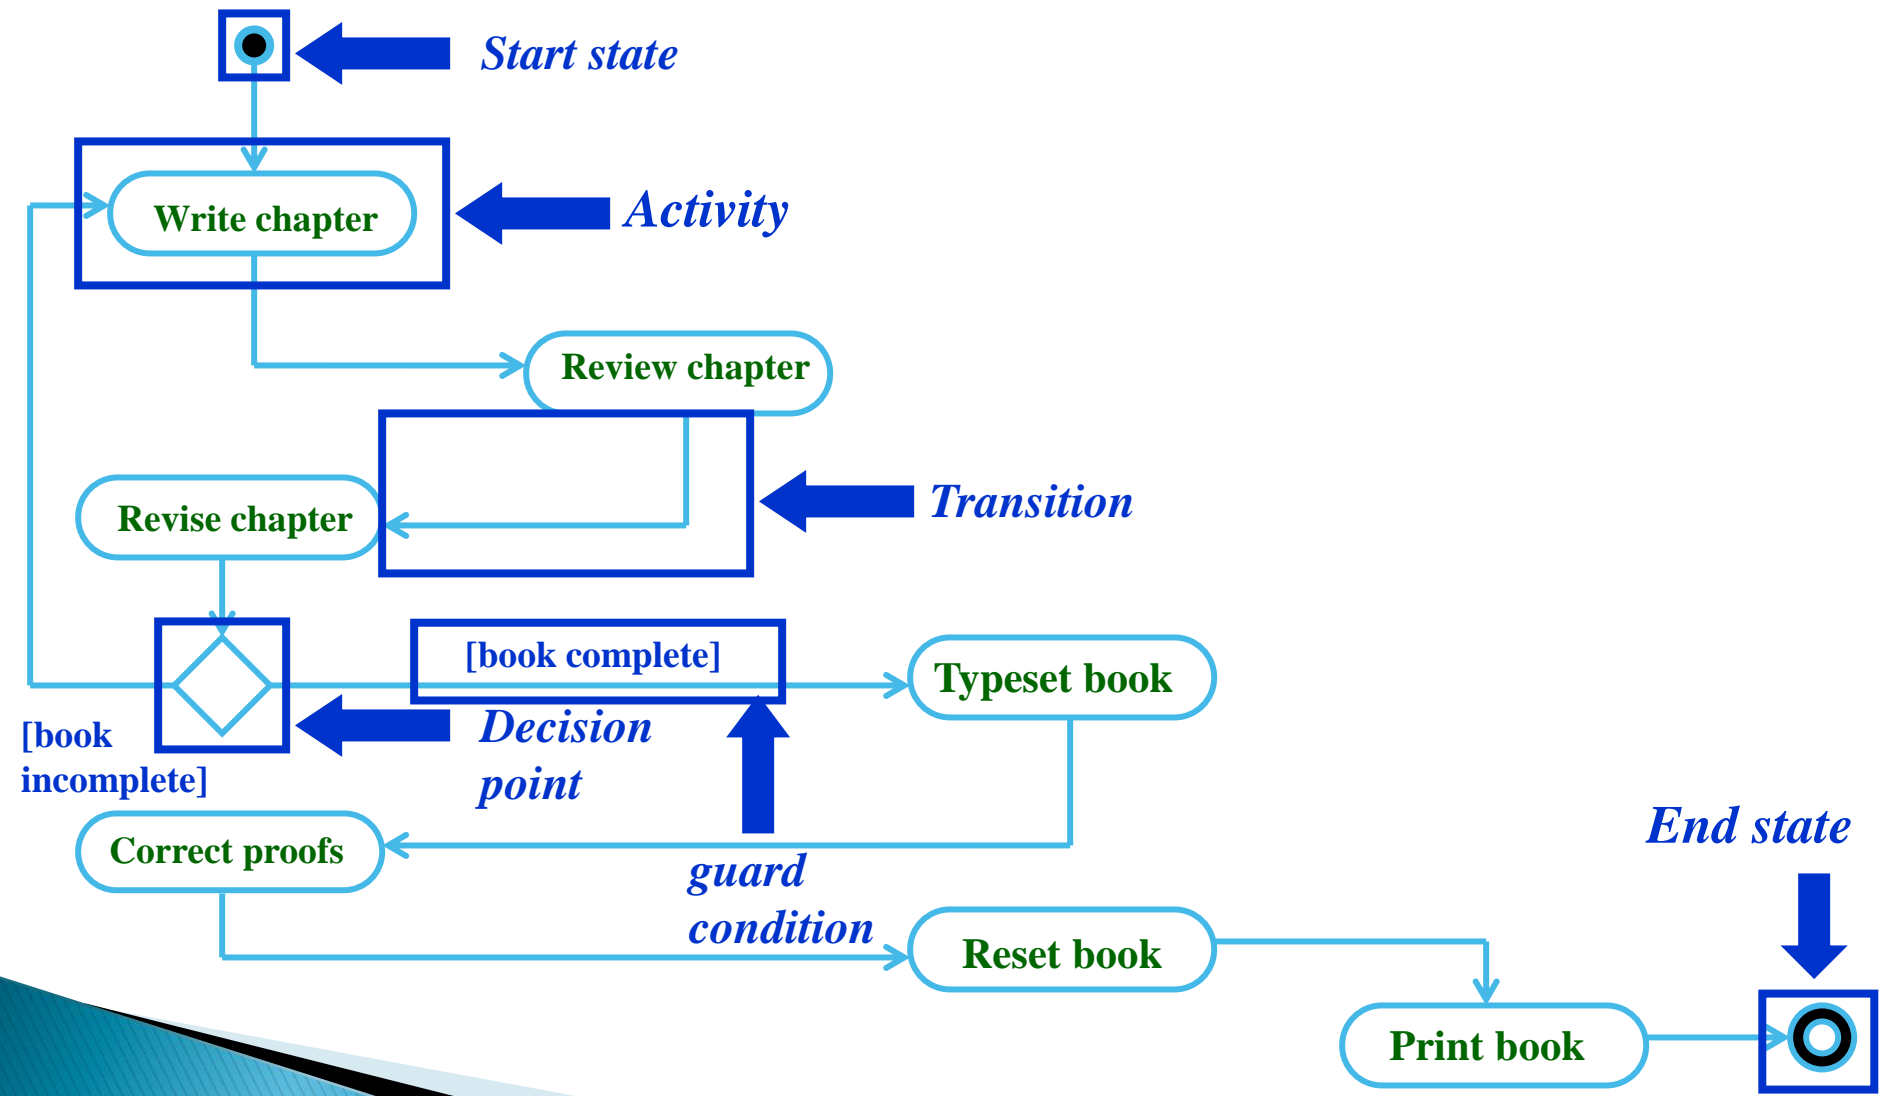 Start state
Write chapter
Activity
Review chapter
Transition
Revise chapter
[book complete]
Typeset book
[book
incomplete]
Decision
point
Correct proofs
guard
condition
End state
Reset book
Print book